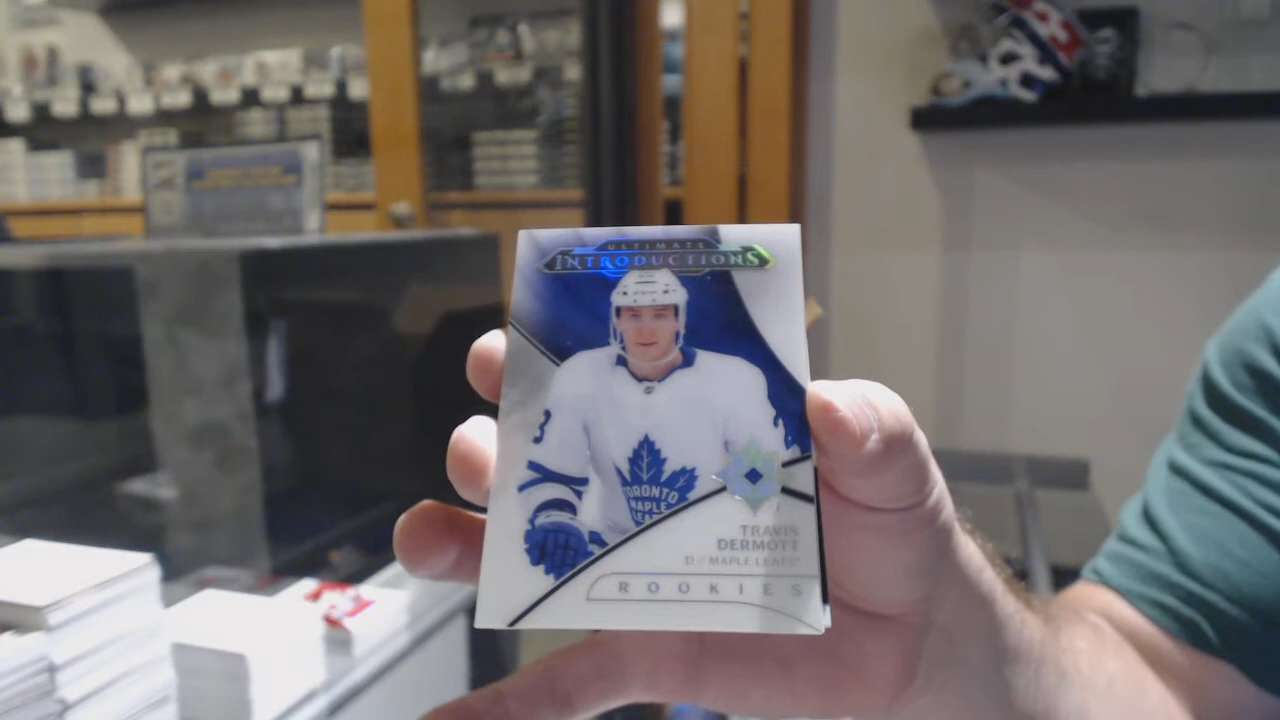 ULTIMATE
INTRODUCTIONS
TORONTO
MAPLE
LEAFS
TRAVIS
DERMOTT
D MAPLE LEAFS
ROOKIES